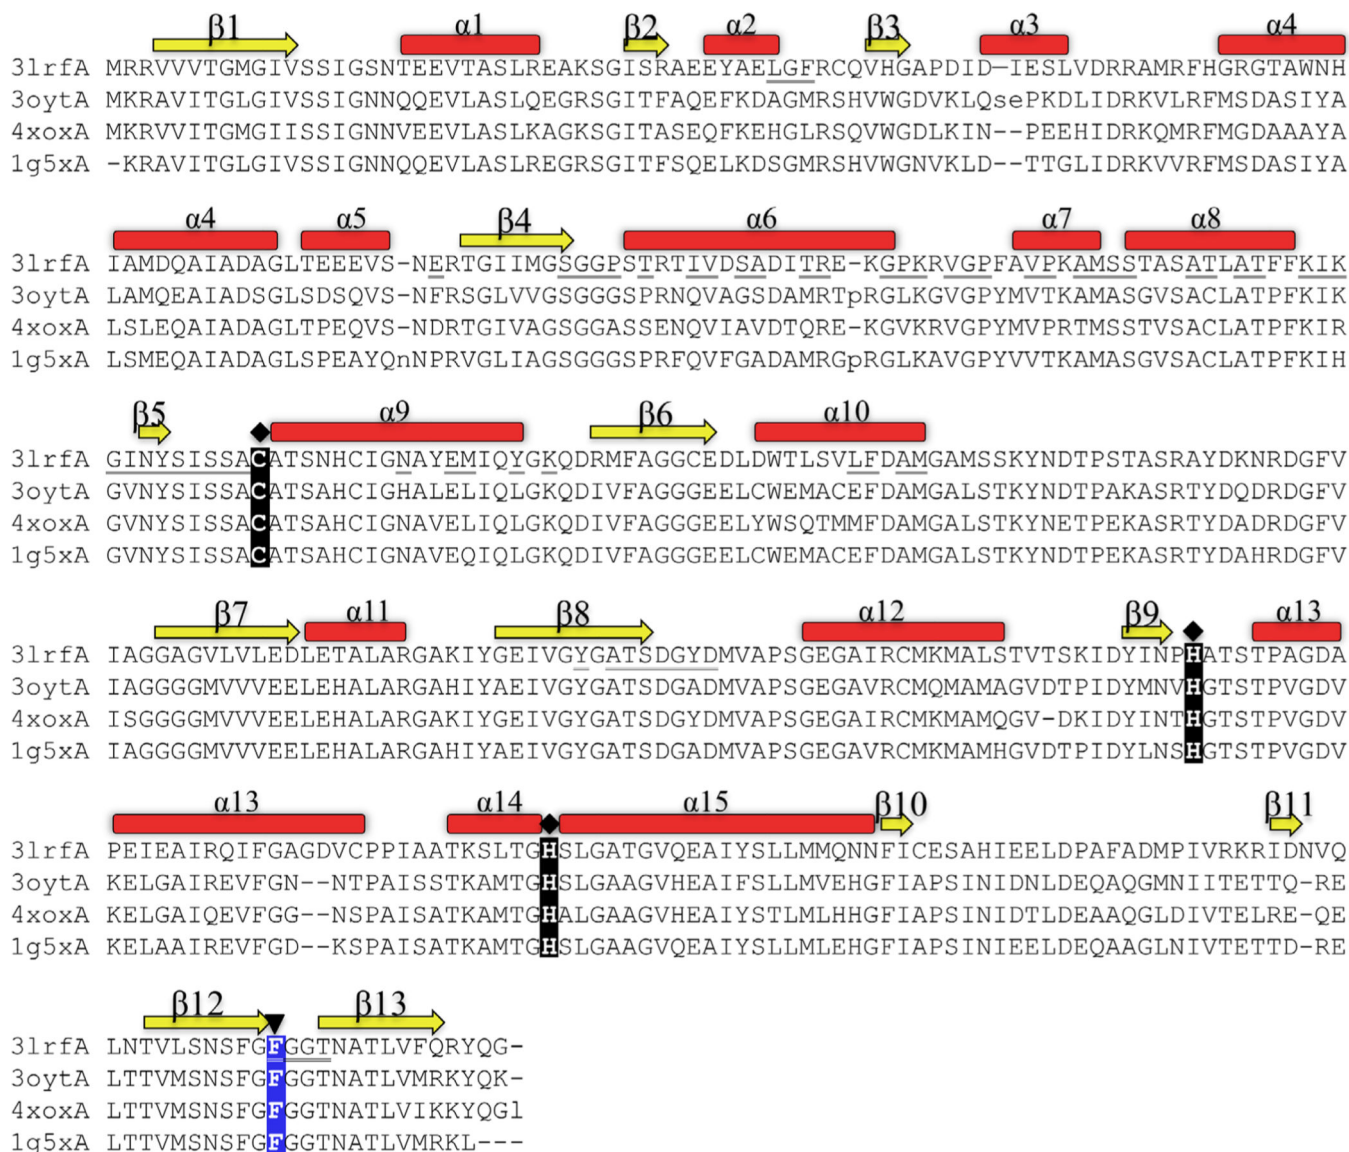 β1 α1 β2 α2 β3 α3 α4
3lrfA MRRVVVTGMGIVSSIGSNTEEVTASLREAKSGISRAEEYAELGFRCQVHGAPDID-IESLVDRRAMRFHGRGTAWNH
3oytA MKRAVITGLGIVSSIGNNQQEVLASLQEGRSGITFAQEFKDAGMRSHVWGDVKLQsePKDLIDRKVLRFMSDASIYA
4xoxA MKRVVITGMGIISSIGNNVEEVLASLKAGKSGITASEQFKEHGLRSQVWGDLKIN--PEEHIDRKQMRFMGDAAAYA
1g5xA -KRAVITGLGIVSSIGNNQQEVLASLREGRSGITFSQELKDSGMRSHVWGNVKLD--TTGLIDRKVVRFMSDASIYA
α4 α5 β4 α6 α7 α8
3lrfA IAMDQAIADAGLTEEEVS-NERTGIIMGSGGPSTRTIVDSADITRE-KGPKRVGPFAVPKAMSSTASATLATFFKIK
3oytA LAMQEAIADSGLSDSQVS-NFRSGLVVGSGGGSPRNQVAGSDAMRTpRGLKGVGPYMVTKAMASGVSACLATPFKIK
4xoxA LSLEQAIADAGLTPEQVS-NDRTGIVAGSGGASSENQVIAVDTQRE-KGVKRVGPYMVPRTMSSTVSACLATPFKIR
1g5xA LSMEQAIADAGLSPEAYQnNPRVGLIAGSGGGSPRFQVFGADAMRGpRGLKAVGPYVVTKAMASGVSACLATPFKIH
β5 α9 β6 α10
3lrfA GINYSISSACATSNHCIGNAYEMIQYGKQDRMFAGGCEDLDWTLSVLFDAMGAMSSKYNDTPSTASRAYDKNRDGFV
3oytA GVNYSISSACATSAHCIGHALELIQLGKQDIVFAGGGEELCWEMACEFDAMGALSTKYNDTPAKASRTYDQDRDGFV
4xoxA GVNYSISSACATSAHCIGNAVELIQLGKQDIVFAGGGEELYWSQTMMFDAMGALSTKYNETPEKASRTYDADRDGFV
1g5xA GVNYSISSACATSAHCIGNAVEQIQLGKQDIVFAGGGEELCWEMACEFDAMGALSTKYNDTPEKASRTYDAHRDGFV
β7 α11 β8 α12 β9 α13
3lrfA IAGGAGVLVLEDLETALARGAKIYGEIVGYGATSDGYDMVAPSGEGAIRCMKMALSTVTSKIDYINPHATSTPAGDA
3oytA IAGGGGMVVVEELEHALARGAHIYAEIVGYGATSDGADMVAPSGEGAVRCMQMAMAGVDTPIDYMNVHGTSTPVGDV
4xoxA ISGGGGMVVVEELEHALARGAKIYGEIVGYGATSDGYDMVAPSGEGAIRCMKMAMQGV-DKIDYINTHGTSTPVGDV
1g5xA IAGGGGMVVVEELEHALARGAHIYAEIVGYGATSDGADMVAPSGEGAVRCMKMAMHGVDTPIDYLNSHGTSTPVGDV
α13 α14 α15 β10 β11
3lrfA PEIEAIRQIFGAGDVCPPIAATKSLTGHSLGATGVQEAIYSLLMMQNNFICESAHIEELDPAFADMPIVRKRIDNVQ
3oytA KELGAIREVFGN--NTPAISSTKAMTGHSLGAAGVHEAIFSLLMVEHGFIAPSINIDNLDEQAQGMNIITETTQ-RE
4xoxA KELGAIQEVFGG--NSPAISATKAMTGHALGAAGVHEAIYSTLMLHHGFIAPSINIDTLDEAAQGLDIVTELRE-QE
1g5xA KELAAIREVFGD--KSPAISATKAMTGHSLGAAGVQEAIYSLLMLEHGFIAPSINIEELDEQAAGLNIVTETTD-RE
β12 β13
3lrfA LNTVLSNSFGFGGTNATLVFQRYQG-
3oytA LTTVMSNSFGFGGTNATLVMRKYQK-
4xoxA LTTVMSNSFGFGGTNATLVIKKYQGl
1g5xA LTTVMSNSFGFGGTNATLVMRKL---